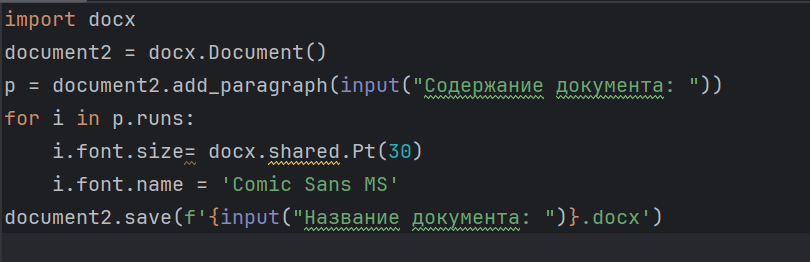 import docx
document2 = docx.Document()
p = document2.add_paragraph(input("Содержание документа: "))
for i in p.runs:
    i.font.size= docx.shared.Pt(30)
    i.font.name = 'Comic Sans MS'
document2.save(f'{input("Название документа: ")}.docx')